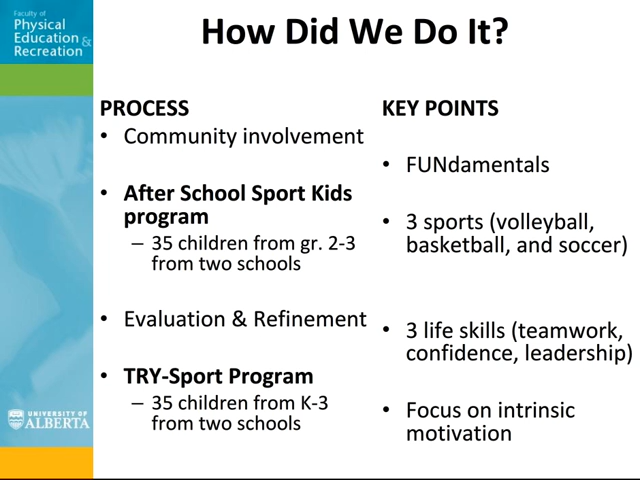 Faculty of
Physical
Education &
Recreation
How Did We Do It?
PROCESS
• Community involvement
• After School Sport Kids
program
– 35 children from gr. 2-3
from two schools
• Evaluation & Refinement
• TRY-Sport Program
– 35 children from K-3
from two schools
KEY POINTS
• FUNdamentals
• 3 sports (volleyball,
basketball, and soccer)
• 3 life skills (teamwork,
confidence, leadership)
• Focus on intrinsic
motivation
UNIVERSITY OF
ALBERTA